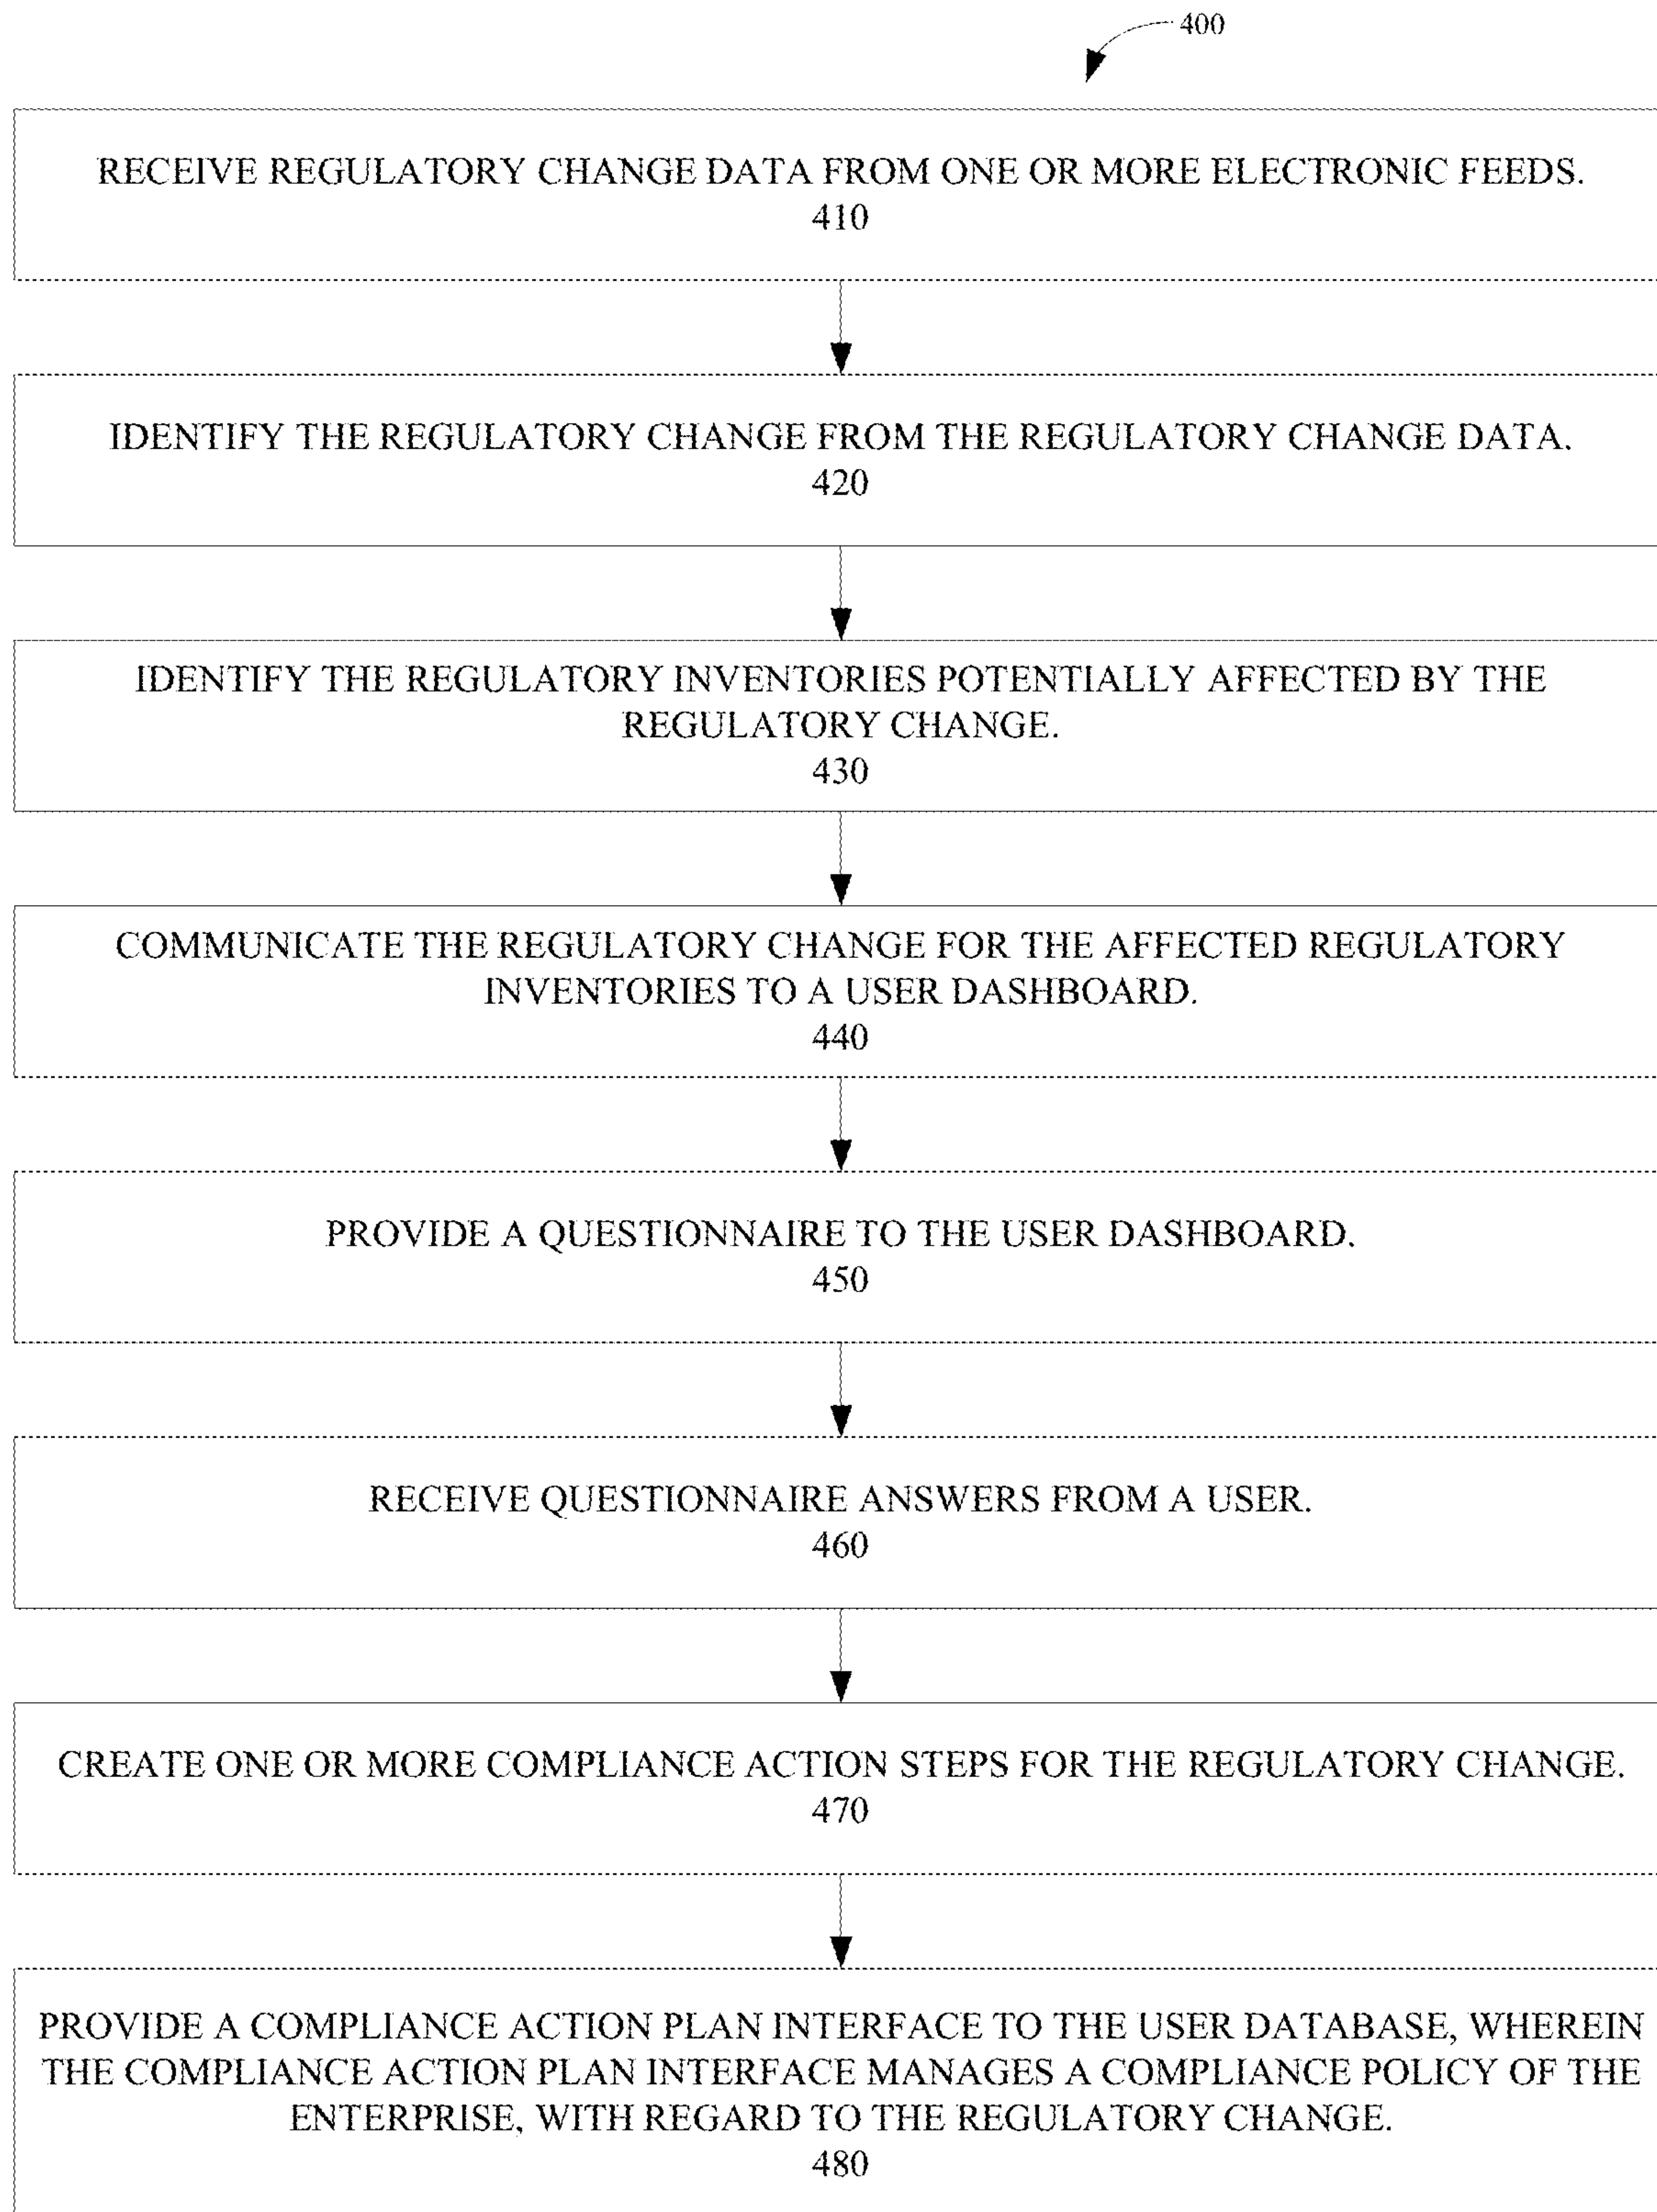 400
RECEIVE REGULATORY CHANGE DATA FROM ONE OR MORE ELECTRONIC FEEDS.
410
IDENTIFY THE REGULATORY CHANGE FROM THE REGULATORY CHANGE DATA.
420
IDENTIFY THE REGULATORY INVENTORIES POTENTIALLY AFFECTED BY THE
REGULATORY CHANGE.
430
COMMUNICATE THE REGULATORY CHANGE FOR THE AFFECTED REGULATORY
INVENTORIES TO A USER DASHBOARD.
440
PROVIDE A QUESTIONNAIRE TO THE USER DASHBOARD.
450
RECEIVE QUESTIONNAIRE ANSWERS FROM A USER.
460
CREATE ONE OR MORE COMPLIANCE ACTION STEPS FOR THE REGULATORY CHANGE.
470
PROVIDE A COMPLIANCE ACTION PLAN INTERFACE TO THE USER DATABASE, WHEREIN
THE COMPLIANCE ACTION PLAN INTERFACE MANAGES A COMPLIANCE POLICY OF THE
ENTERPRISE, WITH REGARD TO THE REGULATORY CHANGE.
480